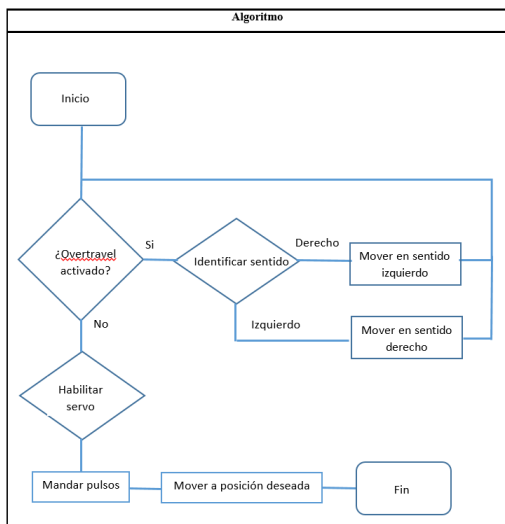 Algoritmo
Inicio
¿Overtravel
activado?
Si
Identificar sentido
Derecho
Mover en sentido
izquierdo
Izquierdo
Mover en sentido
derecho
No
Habilitar
servo
Mandar pulsos
Mover a posición deseada
Fin